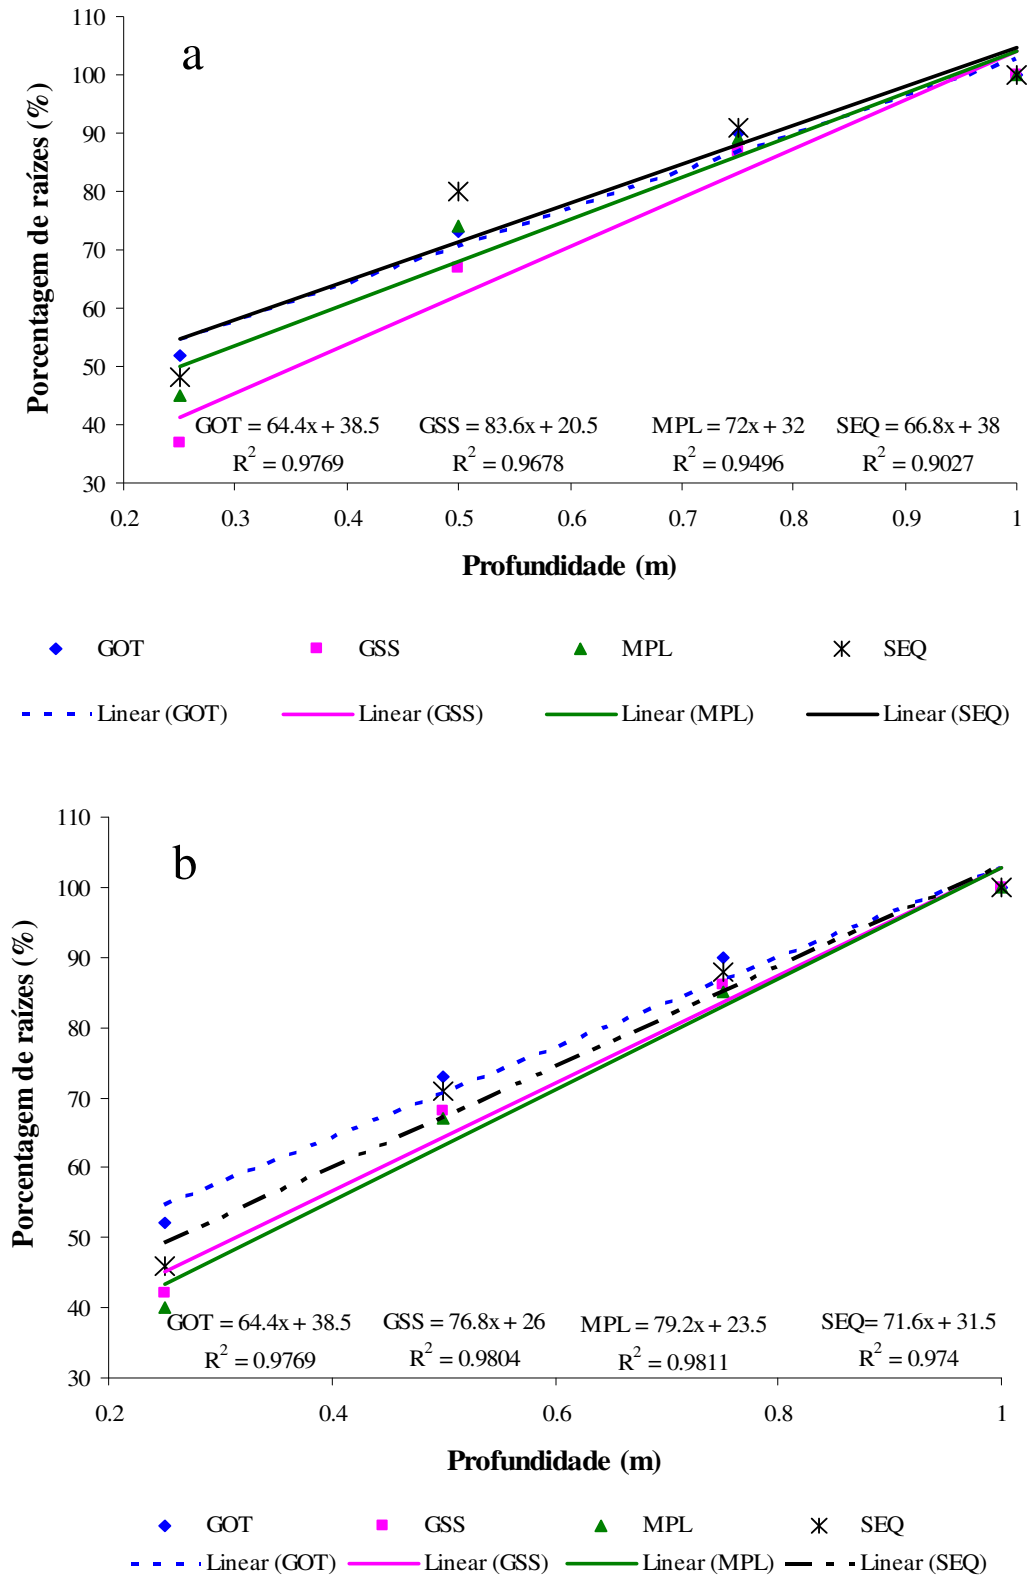 a
110
100
90
80
70
60
50
40
30
Porcentagem de raízes (%)
GOT = 64.4x + 38.5 GSS = 83.6x + 20.5 MPL = 72x + 32 SEQ = 66.8x + 38
R² = 0.9769 R² = 0.9678 R² = 0.9496 R² = 0.9027
0.2 0.3 0.4 0.5 0.6 0.7 0.8 0.9 1
Profundidade (m)
GOT GSS MPL SEQ
Linear (GOT) Linear (GSS) Linear (MPL) Linear (SEQ)
b
110
100
90
80
70
60
50
40
30
Porcentagem de raízes (%)
GOT = 64.4x + 38.5 GSS = 76.8x + 26 MPL = 79.2x + 23.5 SEQ= 71.6x + 31.5
R² = 0.9769 R² = 0.9804 R² = 0.9811 R² = 0.974
0.2 0.4 0.6 0.8 1
Profundidade (m)
GOT GSS MPL SEQ
Linear (GOT) Linear (GSS) Linear (MPL) Linear (SEQ)